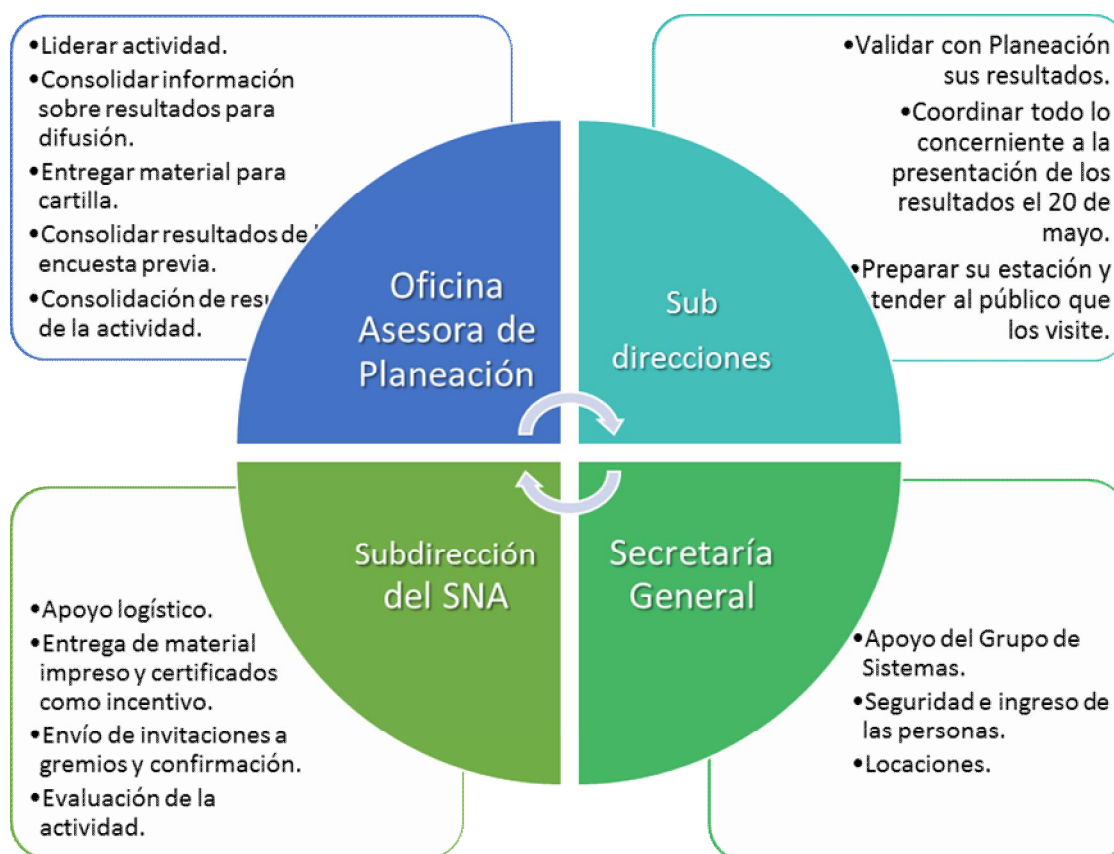 •Liderar actividad.
•Consolidar información
sobre resultados para
difusión.
•Entregar material para
cartilla.
•Consolidar resultados de
encuesta previa.
•Consolidación de resu
de la actividad.
•Validar con Planeación
sus resultados.
•Coordinar todo lo
concerniente a la
presentación de los
resultados el 20 de
mayo.
•Preparar su estación y
tender al público que
los visite.
Oficina
Asesora de
Planeación
Sub
direcciones
Subdirección
del SNA
Secretaría
General
•Apoyo logístico.
•Entrega de material
impreso y certificados
como incentivo.
•Envío de invitaciones a
gremios y confirmación.
•Evaluación de la
actividad.
•Apoyo del Grupo de
Sistemas.
•Seguridad e ingreso de
las personas.
•Locaciones.